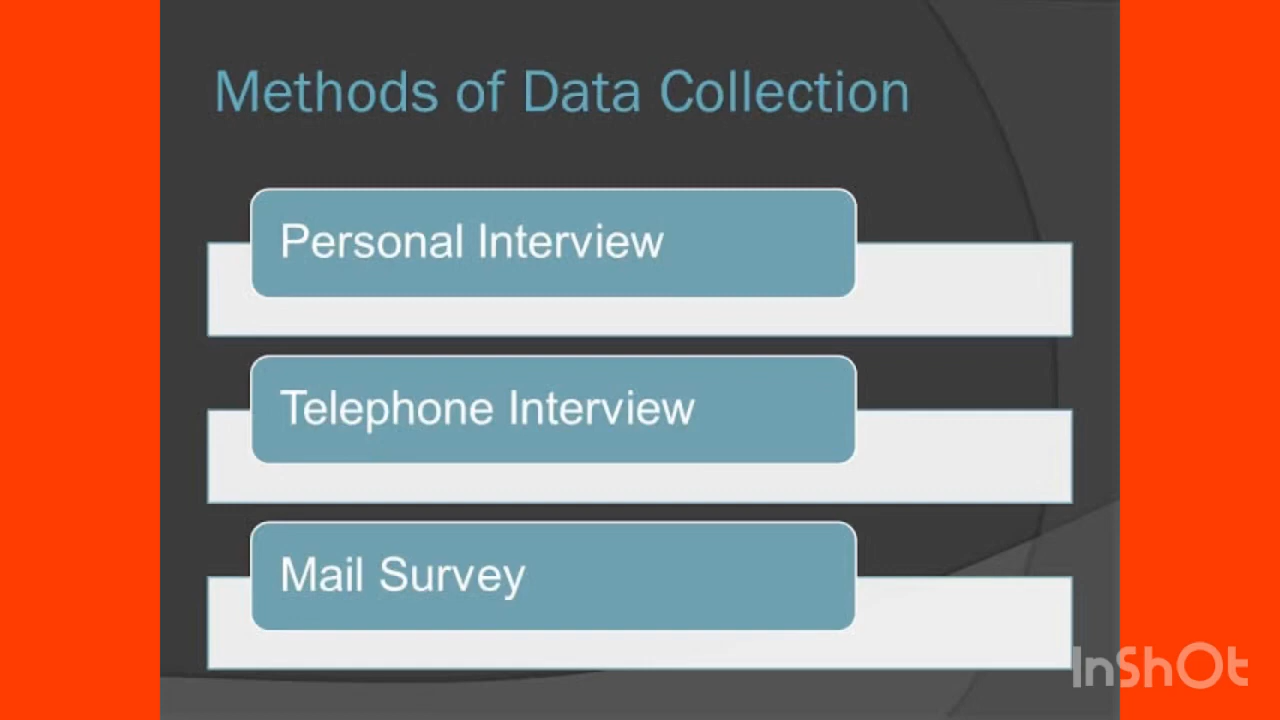 Methods of Data Collection
Personal Interview
Telephone Interview
Mail Survey
InShOt